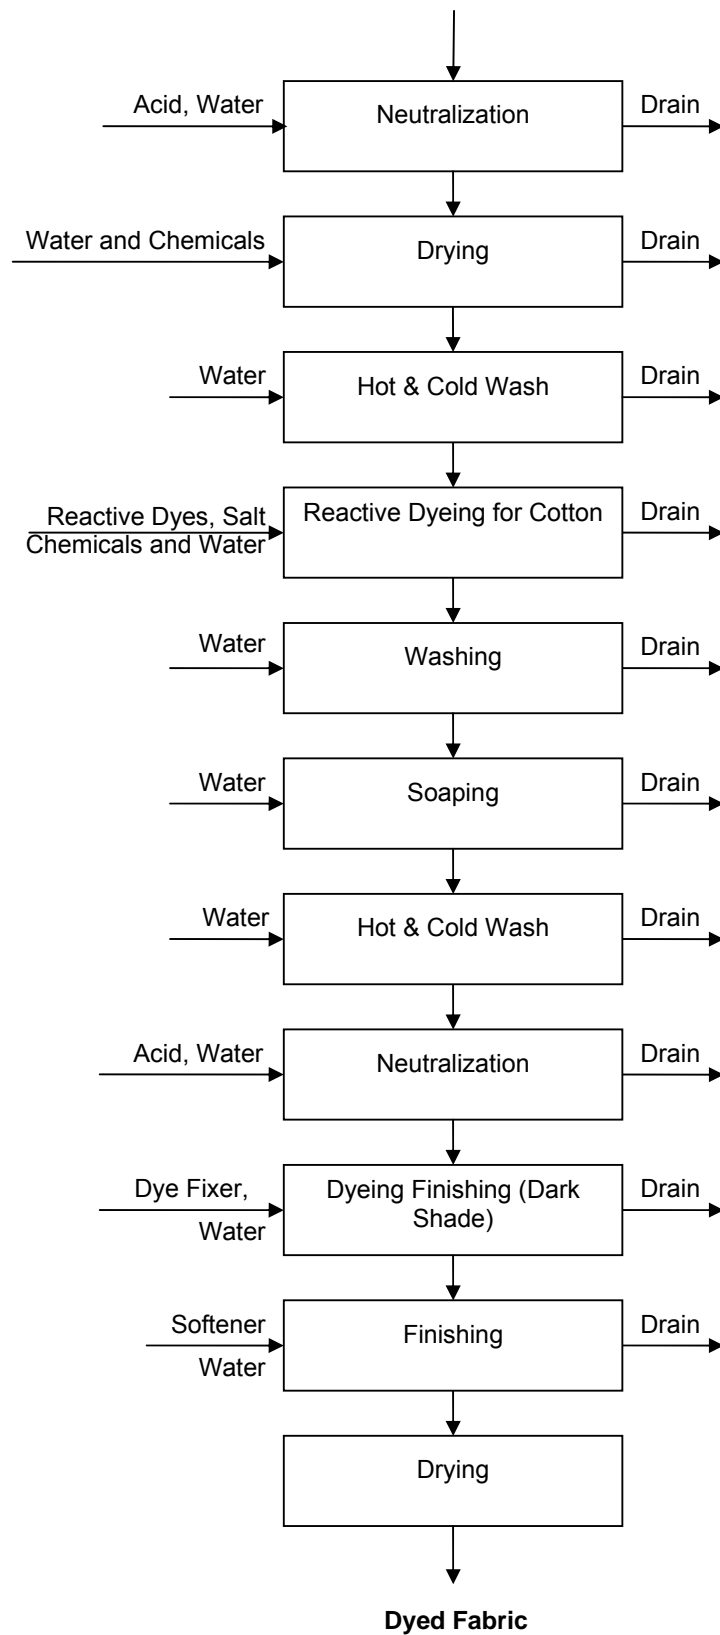 Acid, Water
Neutralization
Drain
Water and Chemicals
Drying
Drain
Water
Hot & Cold Wash
Drain
Reactive Dyes, Salt
Chemicals and Water
Reactive Dyeing for Cotton
Drain
Water
Washing
Drain
Water
Soaping
Drain
Water
Hot & Cold Wash
Drain
Acid, Water
Neutralization
Drain
Dye Fixer,
Water
Dyeing Finishing (Dark
Shade)
Drain
Softener
Water
Finishing
Drain
Drying
Dyed Fabric